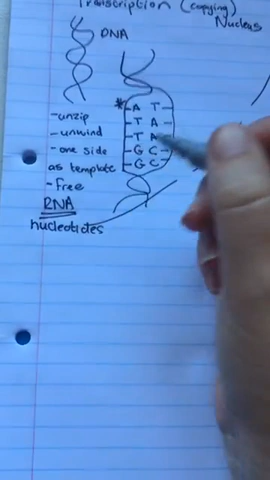 Transcription (copying)
Nucleus
DNA
-unzip
-unwind
-one side
as template
-free
RNA
nucleotides
*-A T-
-T A-
-T A
-G C-
-G C-